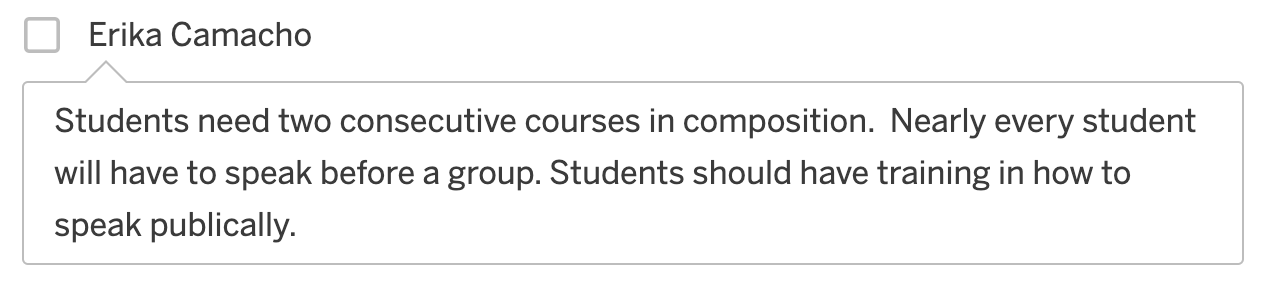 Erika Camacho
Students need two consecutive courses in composition.  Nearly every student
will have to speak before a group. Students should have training in how to
speak publically.